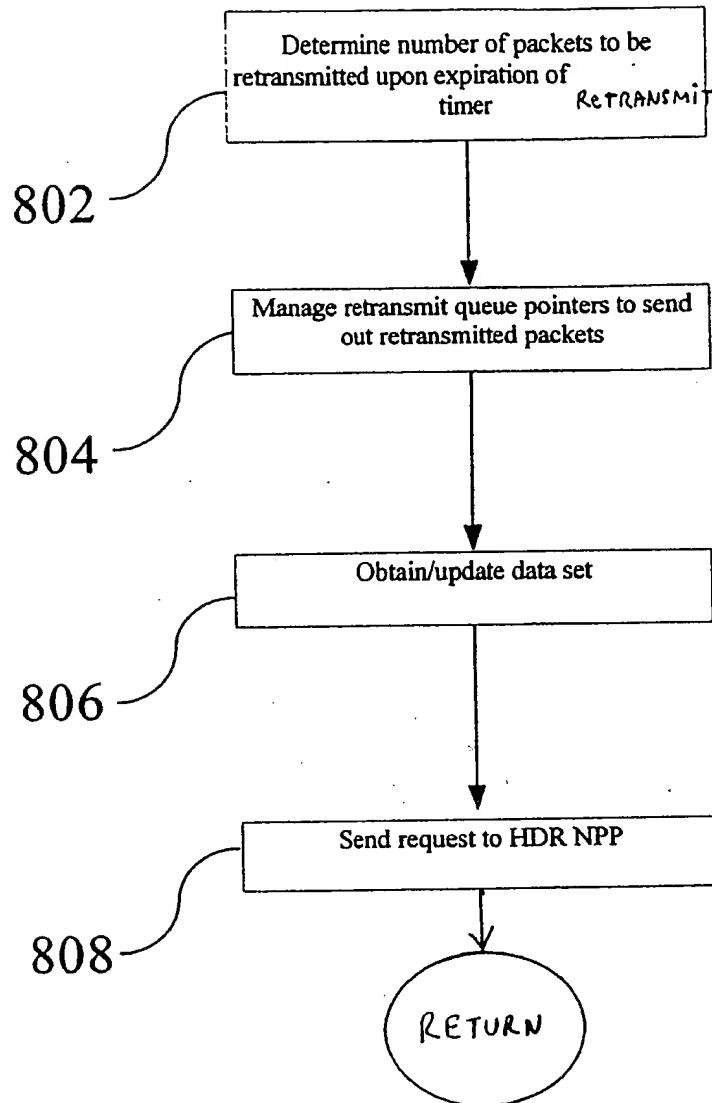 Determine number of packets to be
retransmitted upon expiration of
timer RETRANSMIT
802
Manage retransmit queue pointers to send
out retransmitted packets
804
Obtain/update data set
806
Send request to HDR NPP
808
RETURN